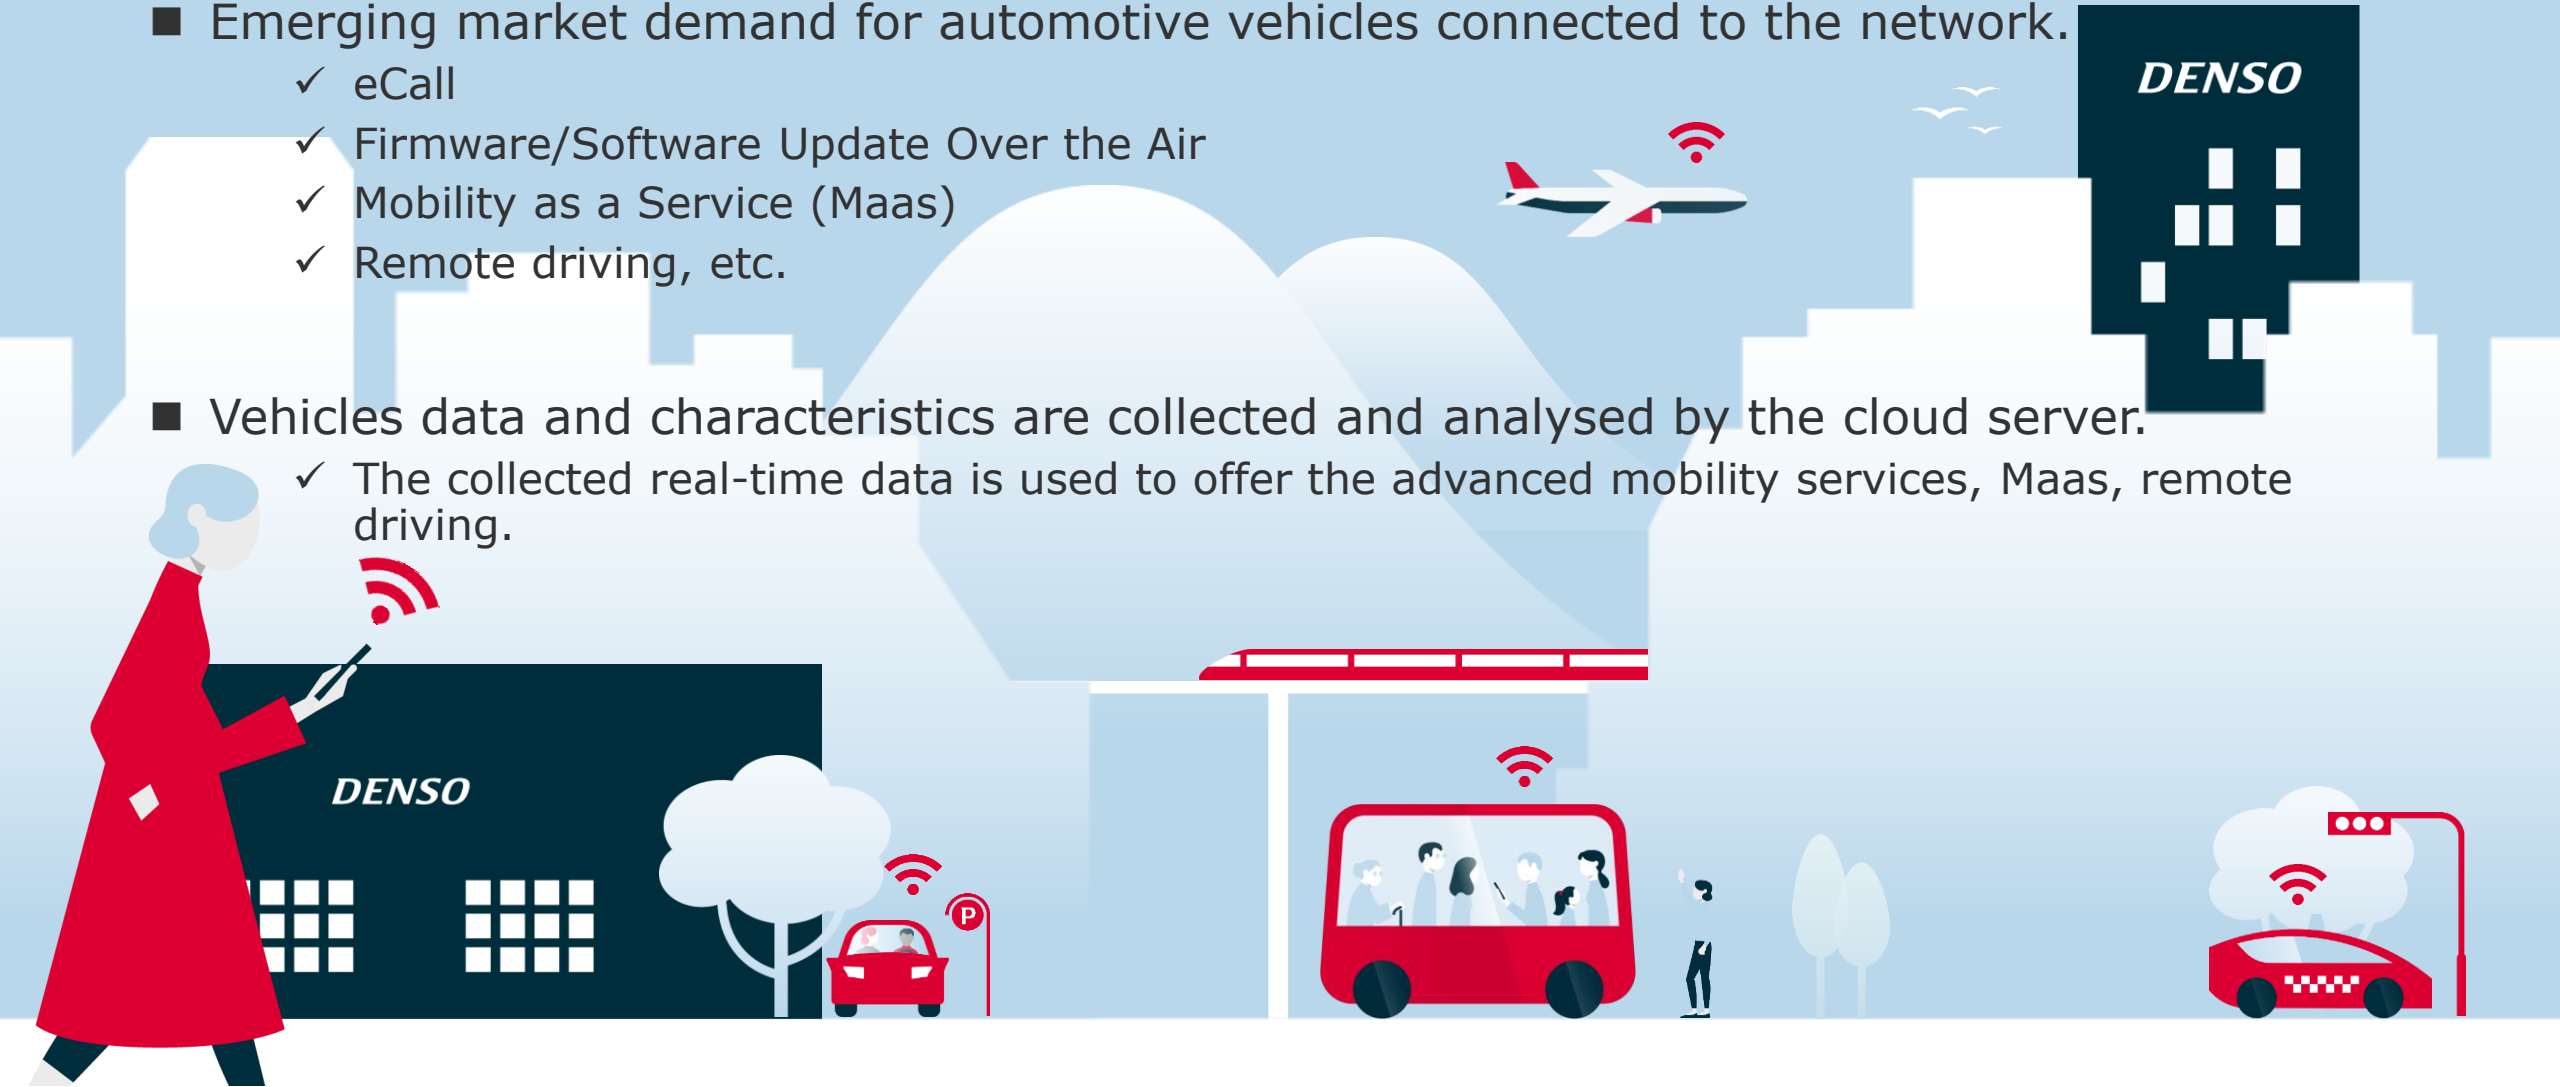 ■ Emerging market demand for automotive vehicles connected to the network.
✓ eCall
✓ Firmware/Software Update Over the Air
✓ Mobility as a Service (Maas)
✓ Remote driving, etc.
DENSO
■ Vehicles data and characteristics are collected and analysed by the cloud server.
✓ The collected real-time data is used to offer the advanced mobility services, Maas, remote
driving.
DENSO
P